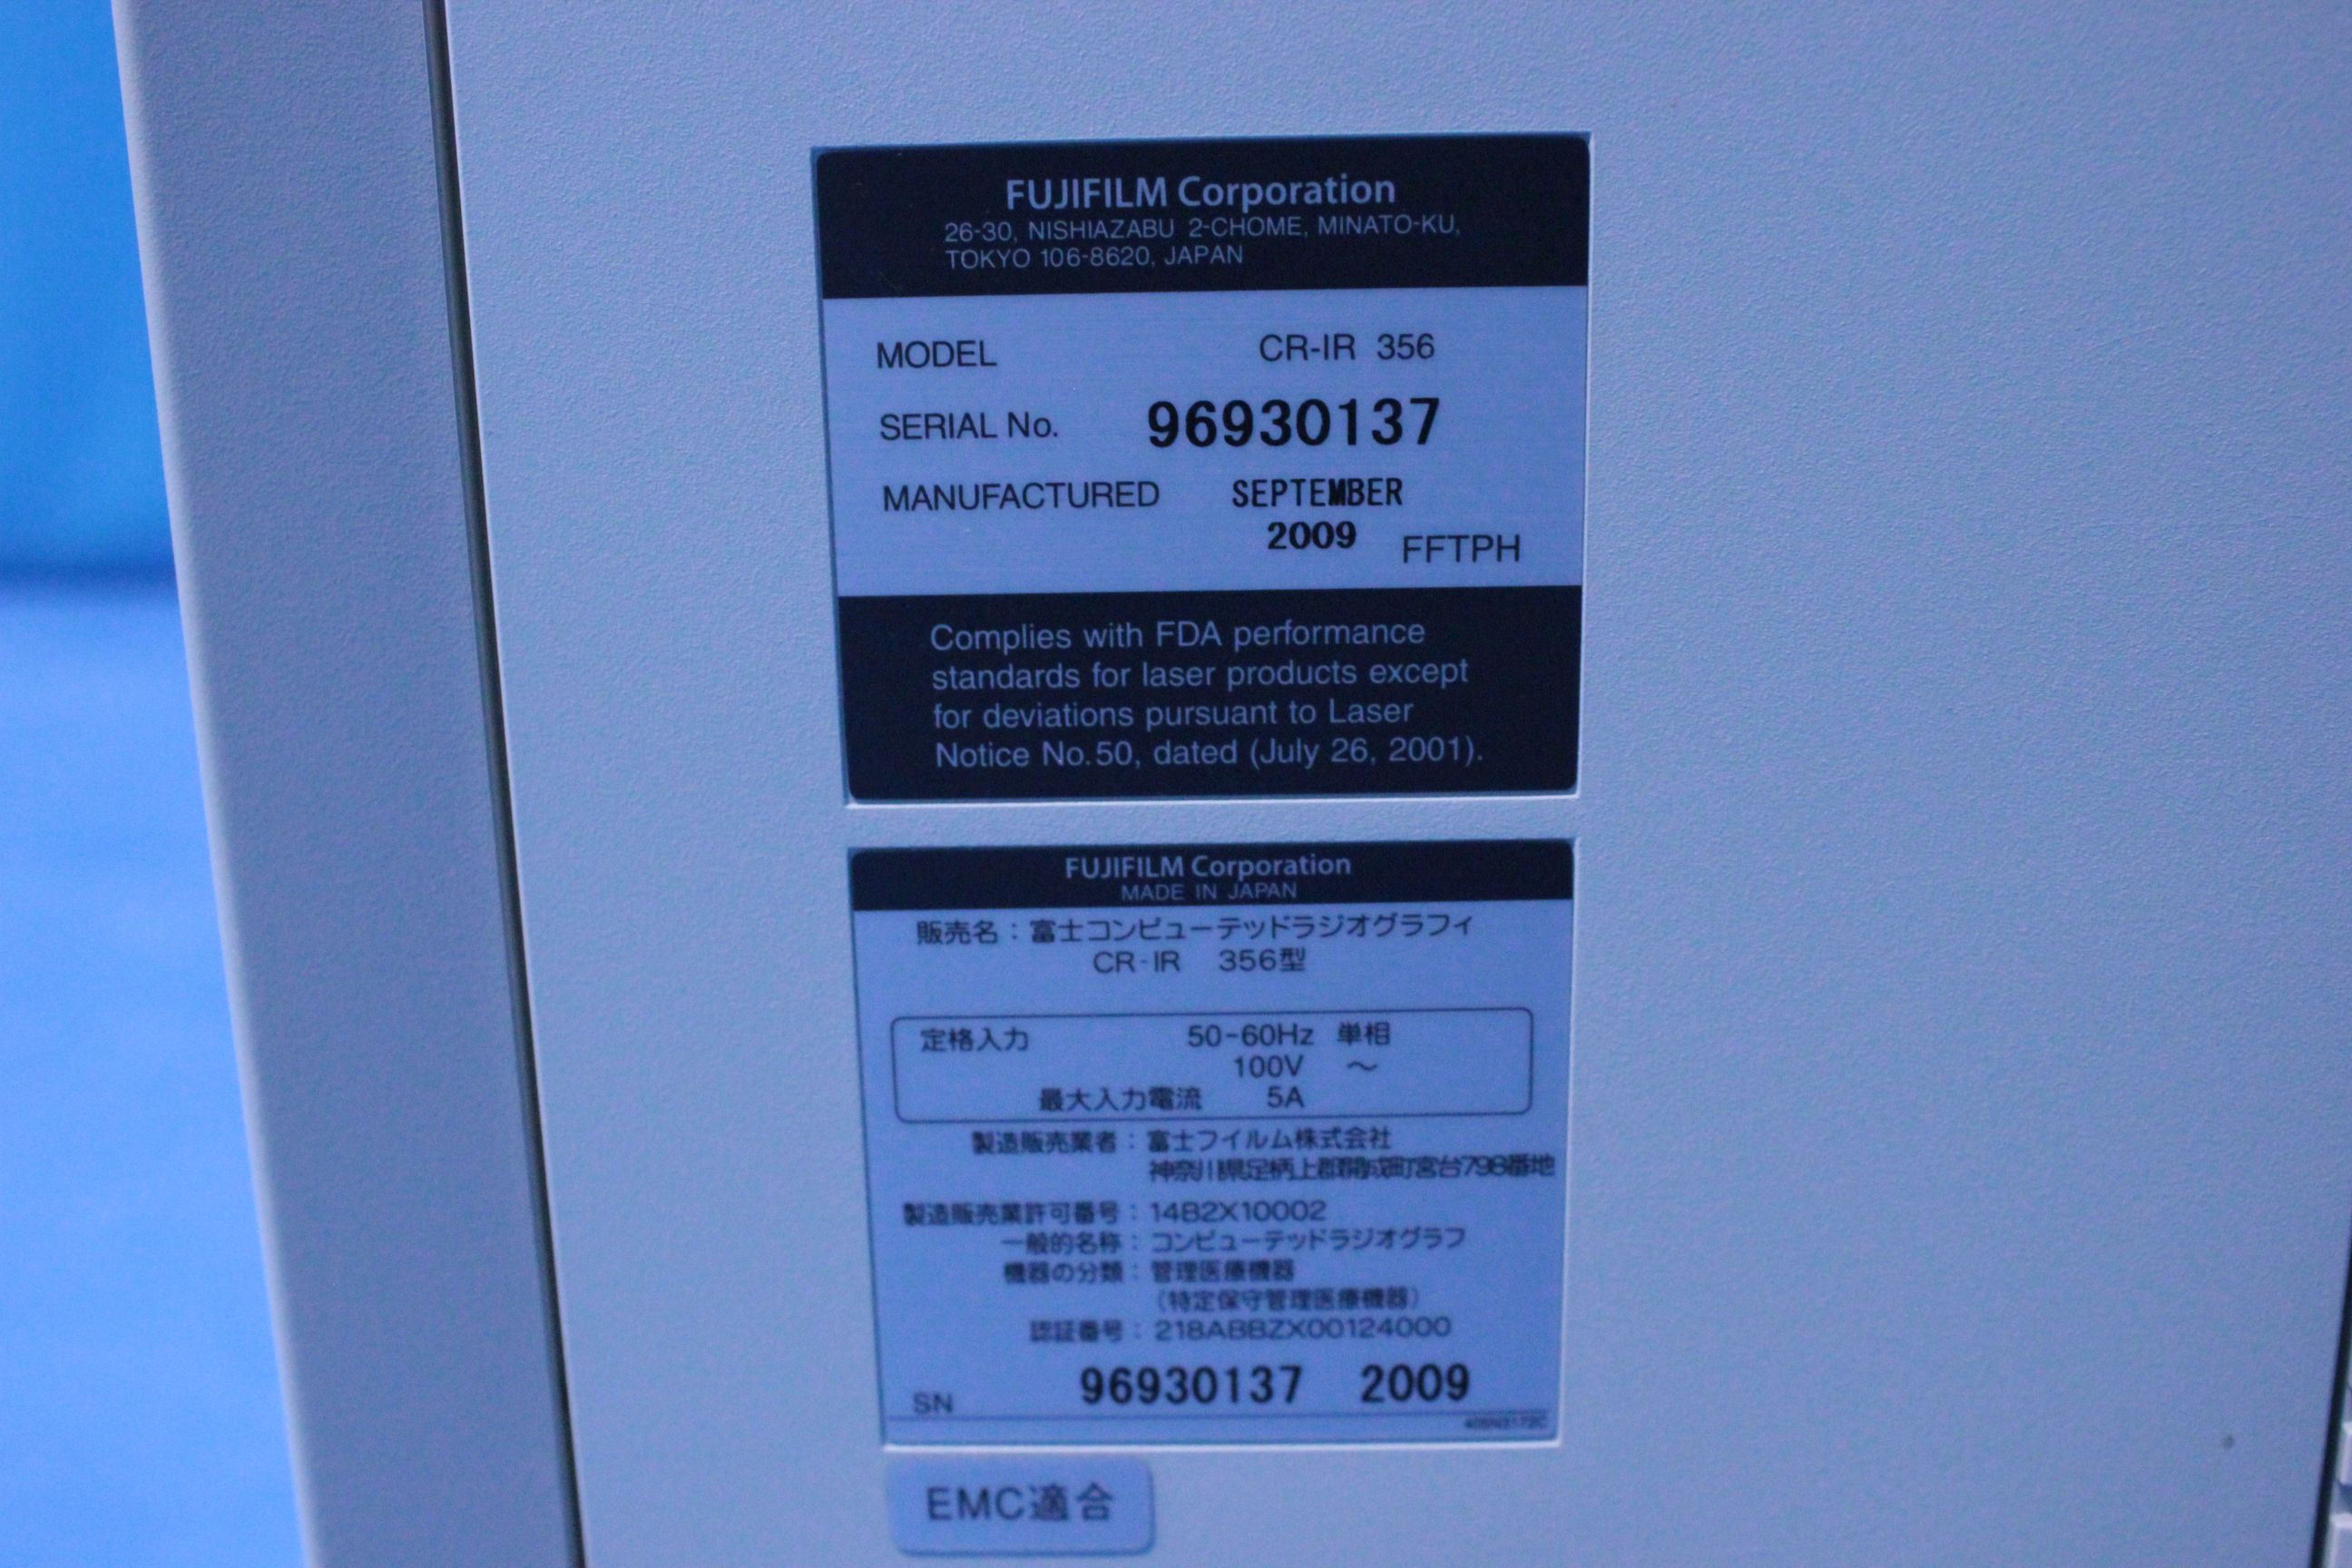 FUJIFILM Corporation
26-30, NISHIAZABU 2-CHOME, MINATO-KU,
TOKYO 106-8620, JAPAN
MODEL CR-IR 356
SERIAL No. 96930137
MANUFACTURED SEPTEMBER
2009 FFTPH
Complies with FDA performance
standards for laser products except
for deviations pursuant to Laser
Notice No.50, dated (July 26, 2001).
FUJIFILM Corporation
MADE IN JAPAN
販売名：富士コンピューテッドラジオグラフィ
CR-IR 356型
定格入力 50-60Hz 単相
100V ～
最大入力電流 5A
製造販売業者：富士フイルム株式会社
神奈川県足柄上郡開成町宮台798番地
製造販売業許可番号：14B2X10002
一般的名称：コンピューテッドラジオグラフ
機器の分類：管理医療機器
（特定保守管理医療機器）
認証番号：218ABBZX00124000
SN 96930137 2009
EMC適合